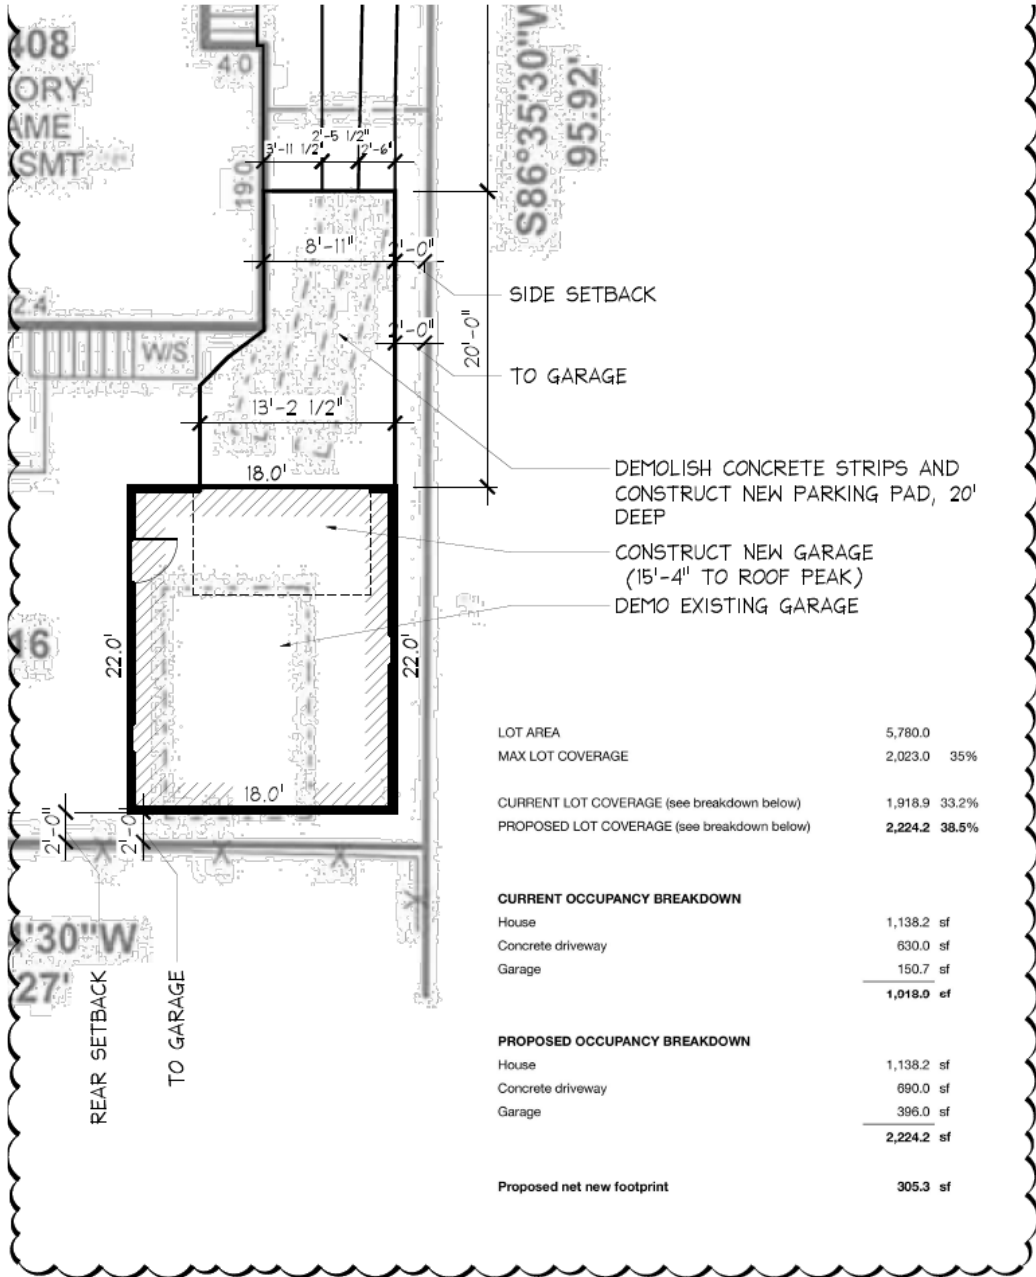 408
ORY
AME
SMT
4.0
19.0
S86°35'30"W
95.92'
2'-5 1/2"
3'-11 1/2"
2'-6"
8'-11"
2'-0"
SIDE SETBACK
2.4
W/S
2'-0"
20'-0"
TO GARAGE
13'-2 1/2"
18.0'
DEMOLISH CONCRETE STRIPS AND
CONSTRUCT NEW PARKING PAD, 20'
DEEP
CONSTRUCT NEW GARAGE
(15'-4" TO ROOF PEAK)
DEMO EXISTING GARAGE
16
22.0'
22.0'
18.0'
2'-0"
2'-0"
4'30"W
27'
REAR SETBACK
TO GARAGE
LOT AREA 5,780.0
MAX LOT COVERAGE 2,023.0 35%
CURRENT LOT COVERAGE (see breakdown below) 1,918.9 33.2%
PROPOSED LOT COVERAGE (see breakdown below) 2,224.2 38.5%
CURRENT OCCUPANCY BREAKDOWN
House 1,138.2 sf
Concrete driveway 630.0 sf
Garage 150.7 sf
1,918.9 sf
PROPOSED OCCUPANCY BREAKDOWN
House 1,138.2 sf
Concrete driveway 690.0 sf
Garage 396.0 sf
2,224.2 sf
Proposed net new footprint 305.3 sf